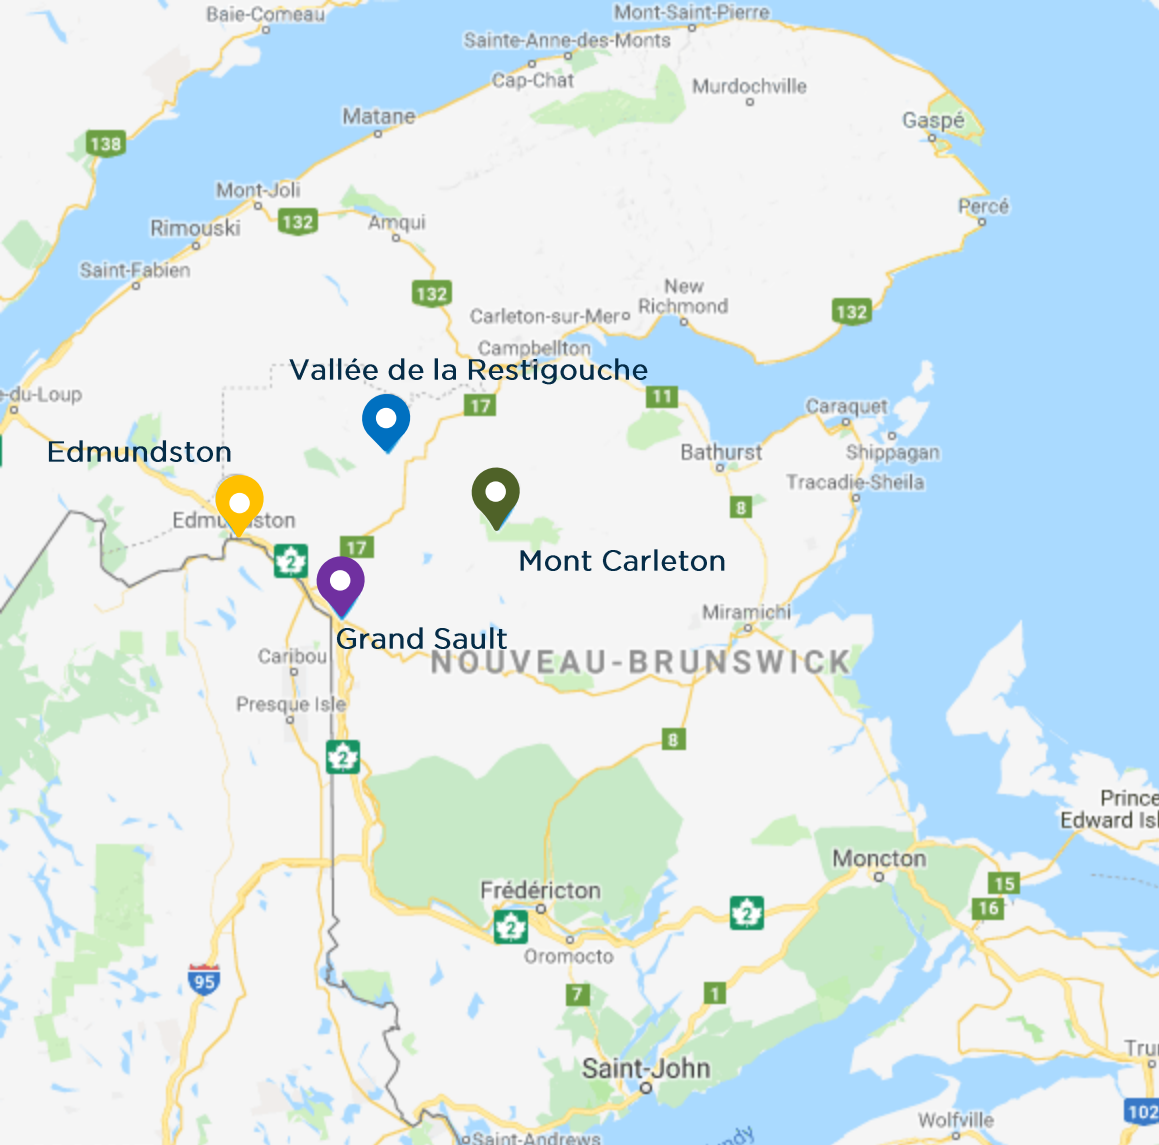 Baie-Comeau
Mont-Saint-Pierre
Sainte-Anne-des-Monts
Cap-Chat
Murdochville
Matane
Gaspé
138
Mont-Joli
132
Amqui
Percé
Rimouski
Saint-Fabien
132
New
Richmond
132
Carleton-sur-Mer
Campbellton
Vallée de la Restigouche
e-du-Loup
17
11
Caraquet
Edmundston
Bathurst
Shippagan
Tracadie-Sheila
8
Edmu ston
2
17
Mont Carleton
Miramichi
Grand Sault
Caribou
NOUVEAU-BRUNSWICK
Presque Isle
8
2
Prince
Edward Isl
Moncton
15
16
Frédéricton
2
2
Oromocto
95
7
1
Saint-John
Tru
102
Wolfville
Saint-Andrews
ndy